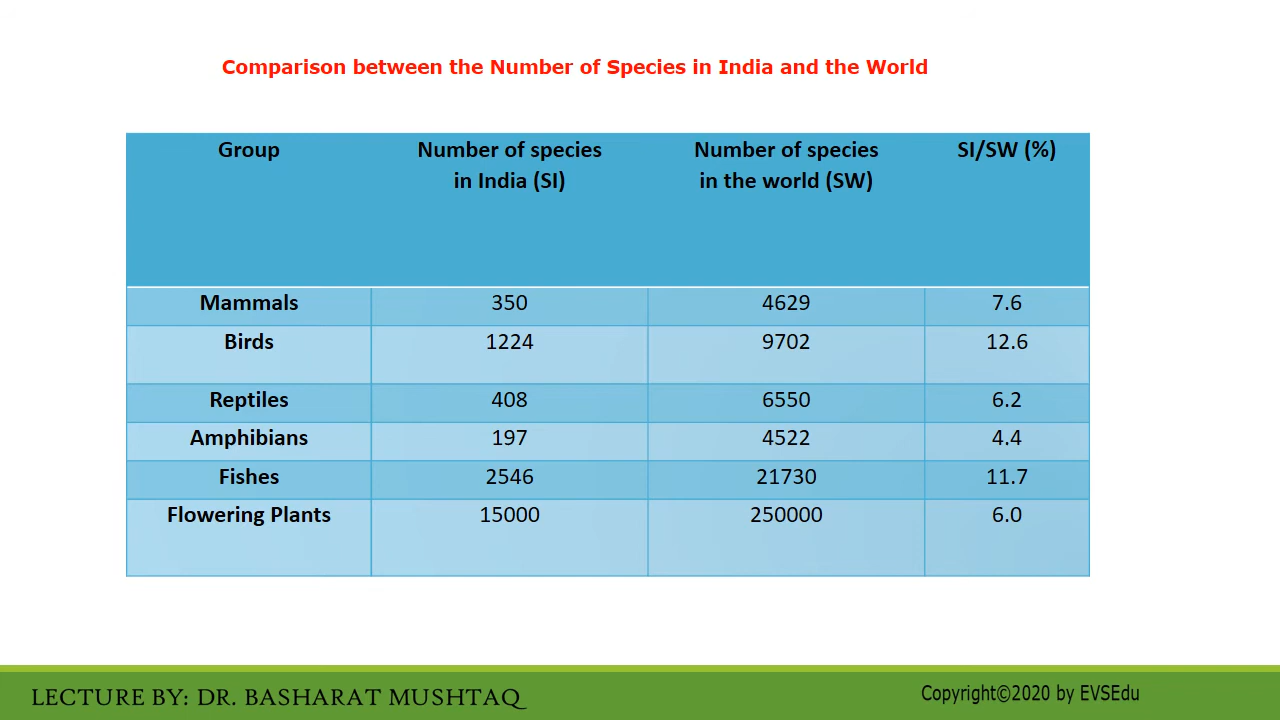 Comparison between the Number of Species in India and the World
Group Number of species in India (SI) Number of species in the world (SW) SI/SW (%)
Mammals 350 4629 7.6
Birds 1224 9702 12.6
Reptiles 408 6550 6.2
Amphibians 197 4522 4.4
Fishes 2546 21730 11.7
Flowering Plants 15000 250000 6.0
LECTURE BY: DR. BASHARAT MUSHTAQ
Copyright©2020 by EVSEdu